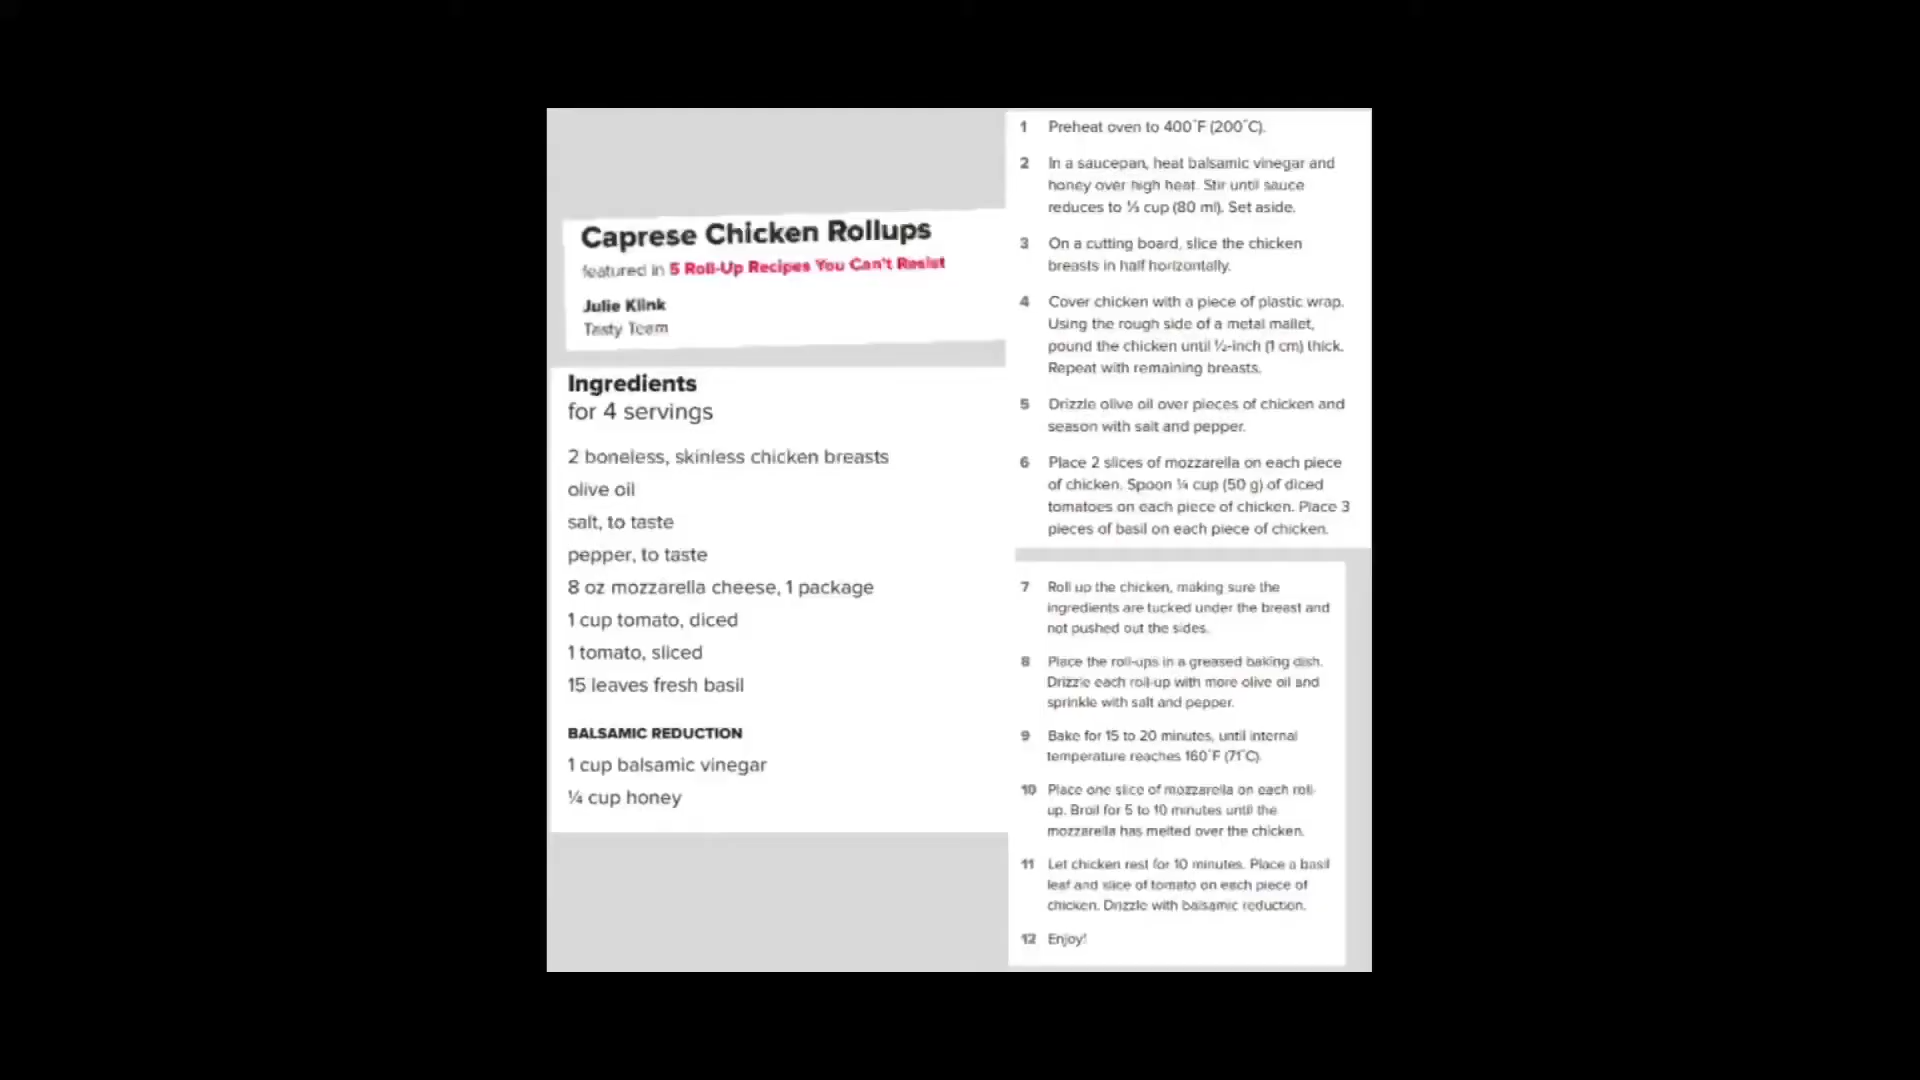 Caprese Chicken Rollups
featured in 5 Roll-Up Recipes You Can't Resist
Julie Klink
Tasty Team
Ingredients
for 4 servings
2 boneless, skinless chicken breasts
olive oil
salt, to taste
pepper, to taste
8 oz mozzarella cheese, 1 package
1 cup tomato, diced
1 tomato, sliced
15 leaves fresh basil
BALSAMIC REDUCTION
1 cup balsamic vinegar
¼ cup honey
1 Preheat oven to 400˚F (200˚C).
2 In a saucepan, heat balsamic vinegar and
honey over high heat. Stir until sauce
reduces to ⅓ cup (80 ml). Set aside.
3 On a cutting board, slice the chicken
breasts in half horizontally.
4 Cover chicken with a piece of plastic wrap.
Using the rough side of a metal mallet,
pound the chicken until ½-inch (1 cm) thick.
Repeat with remaining breasts.
5 Drizzle olive oil over pieces of chicken and
season with salt and pepper.
6 Place 2 slices of mozzarella on each piece
of chicken. Spoon ¼ cup (50 g) of diced
tomatoes on each piece of chicken. Place 3
pieces of basil on each piece of chicken.
7 Roll up the chicken, making sure the
ingredients are tucked under the breast and
not pushed out the sides.
8 Place the roll-ups in a greased baking dish.
Drizzle each roll-up with more olive oil and
sprinkle with salt and pepper.
9 Bake for 15 to 20 minutes, until internal
temperature reaches 160˚F (71˚C).
10 Place one slice of mozzarella on each roll-
up. Broil for 5 to 10 minutes until the
mozzarella has melted over the chicken.
11 Let chicken rest for 10 minutes. Place a basil
leaf and slice of tomato on each piece of
chicken. Drizzle with balsamic reduction.
12 Enjoy!